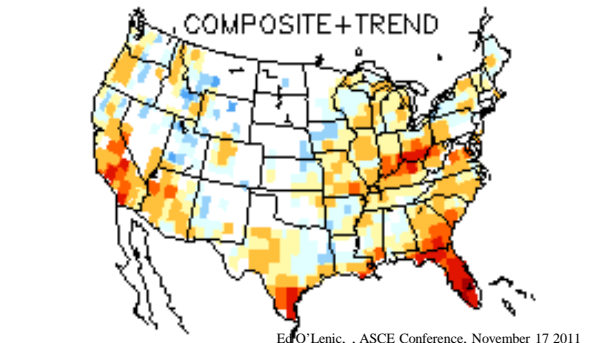 COMPOSITE+TREND
Ed O'Lenic, , ASCE Conference, November 17 2011